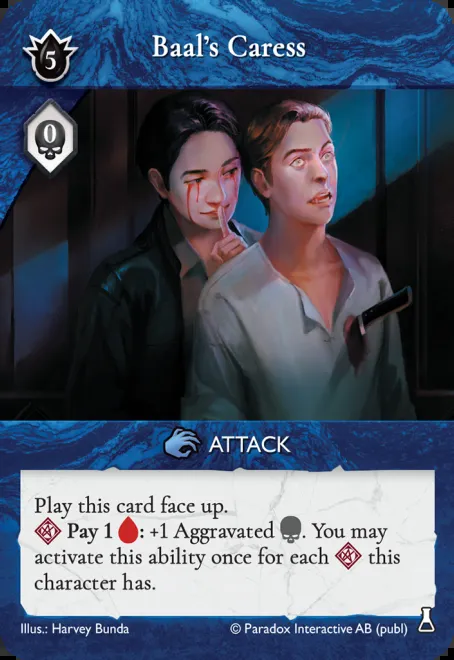 5
Baal's Caress
0
ATTACK
Play this card face up.
Pay 1 : +1 Aggravated . You may
activate this ability once for each this
character has.
Illus.: Harvey Bunda © Paradox Interactive AB (publ)